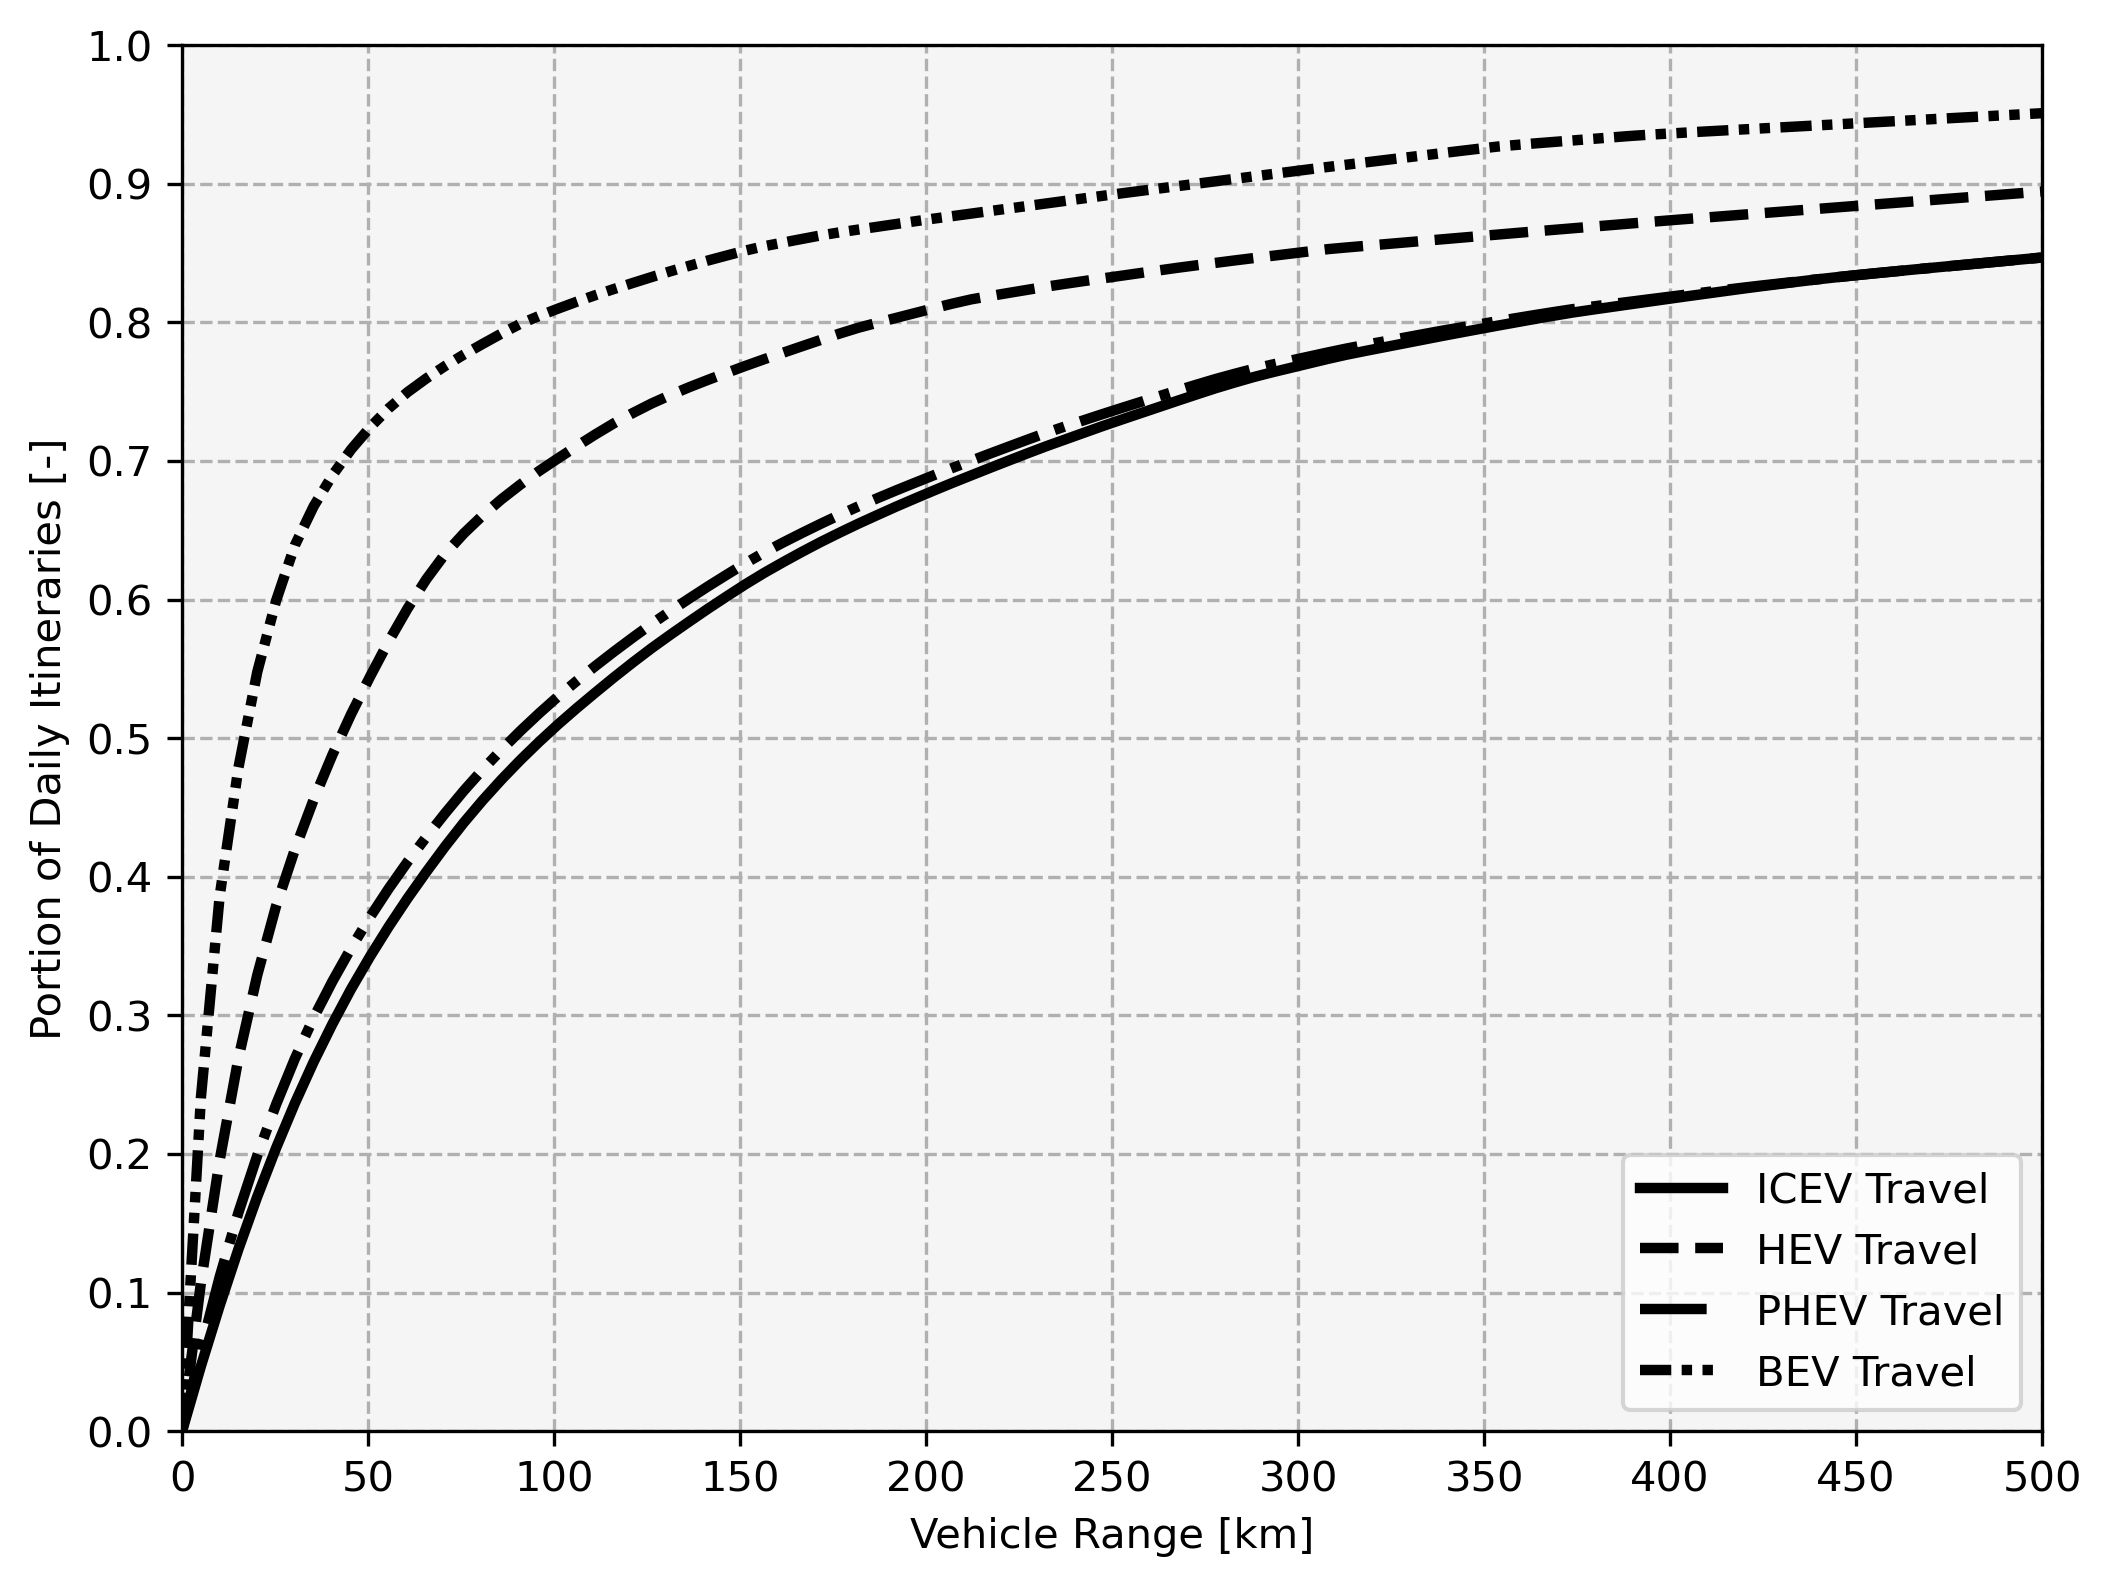 1.0
0.9
0.8
0.7
0.6
0.5
0.4
0.3
0.2
0.1
0.0
Portion of Daily Itineraries [-]
ICEV Travel
HEV Travel
PHEV Travel
BEV Travel
0 50 100 150 200 250 300 350 400 450 500
Vehicle Range [km]